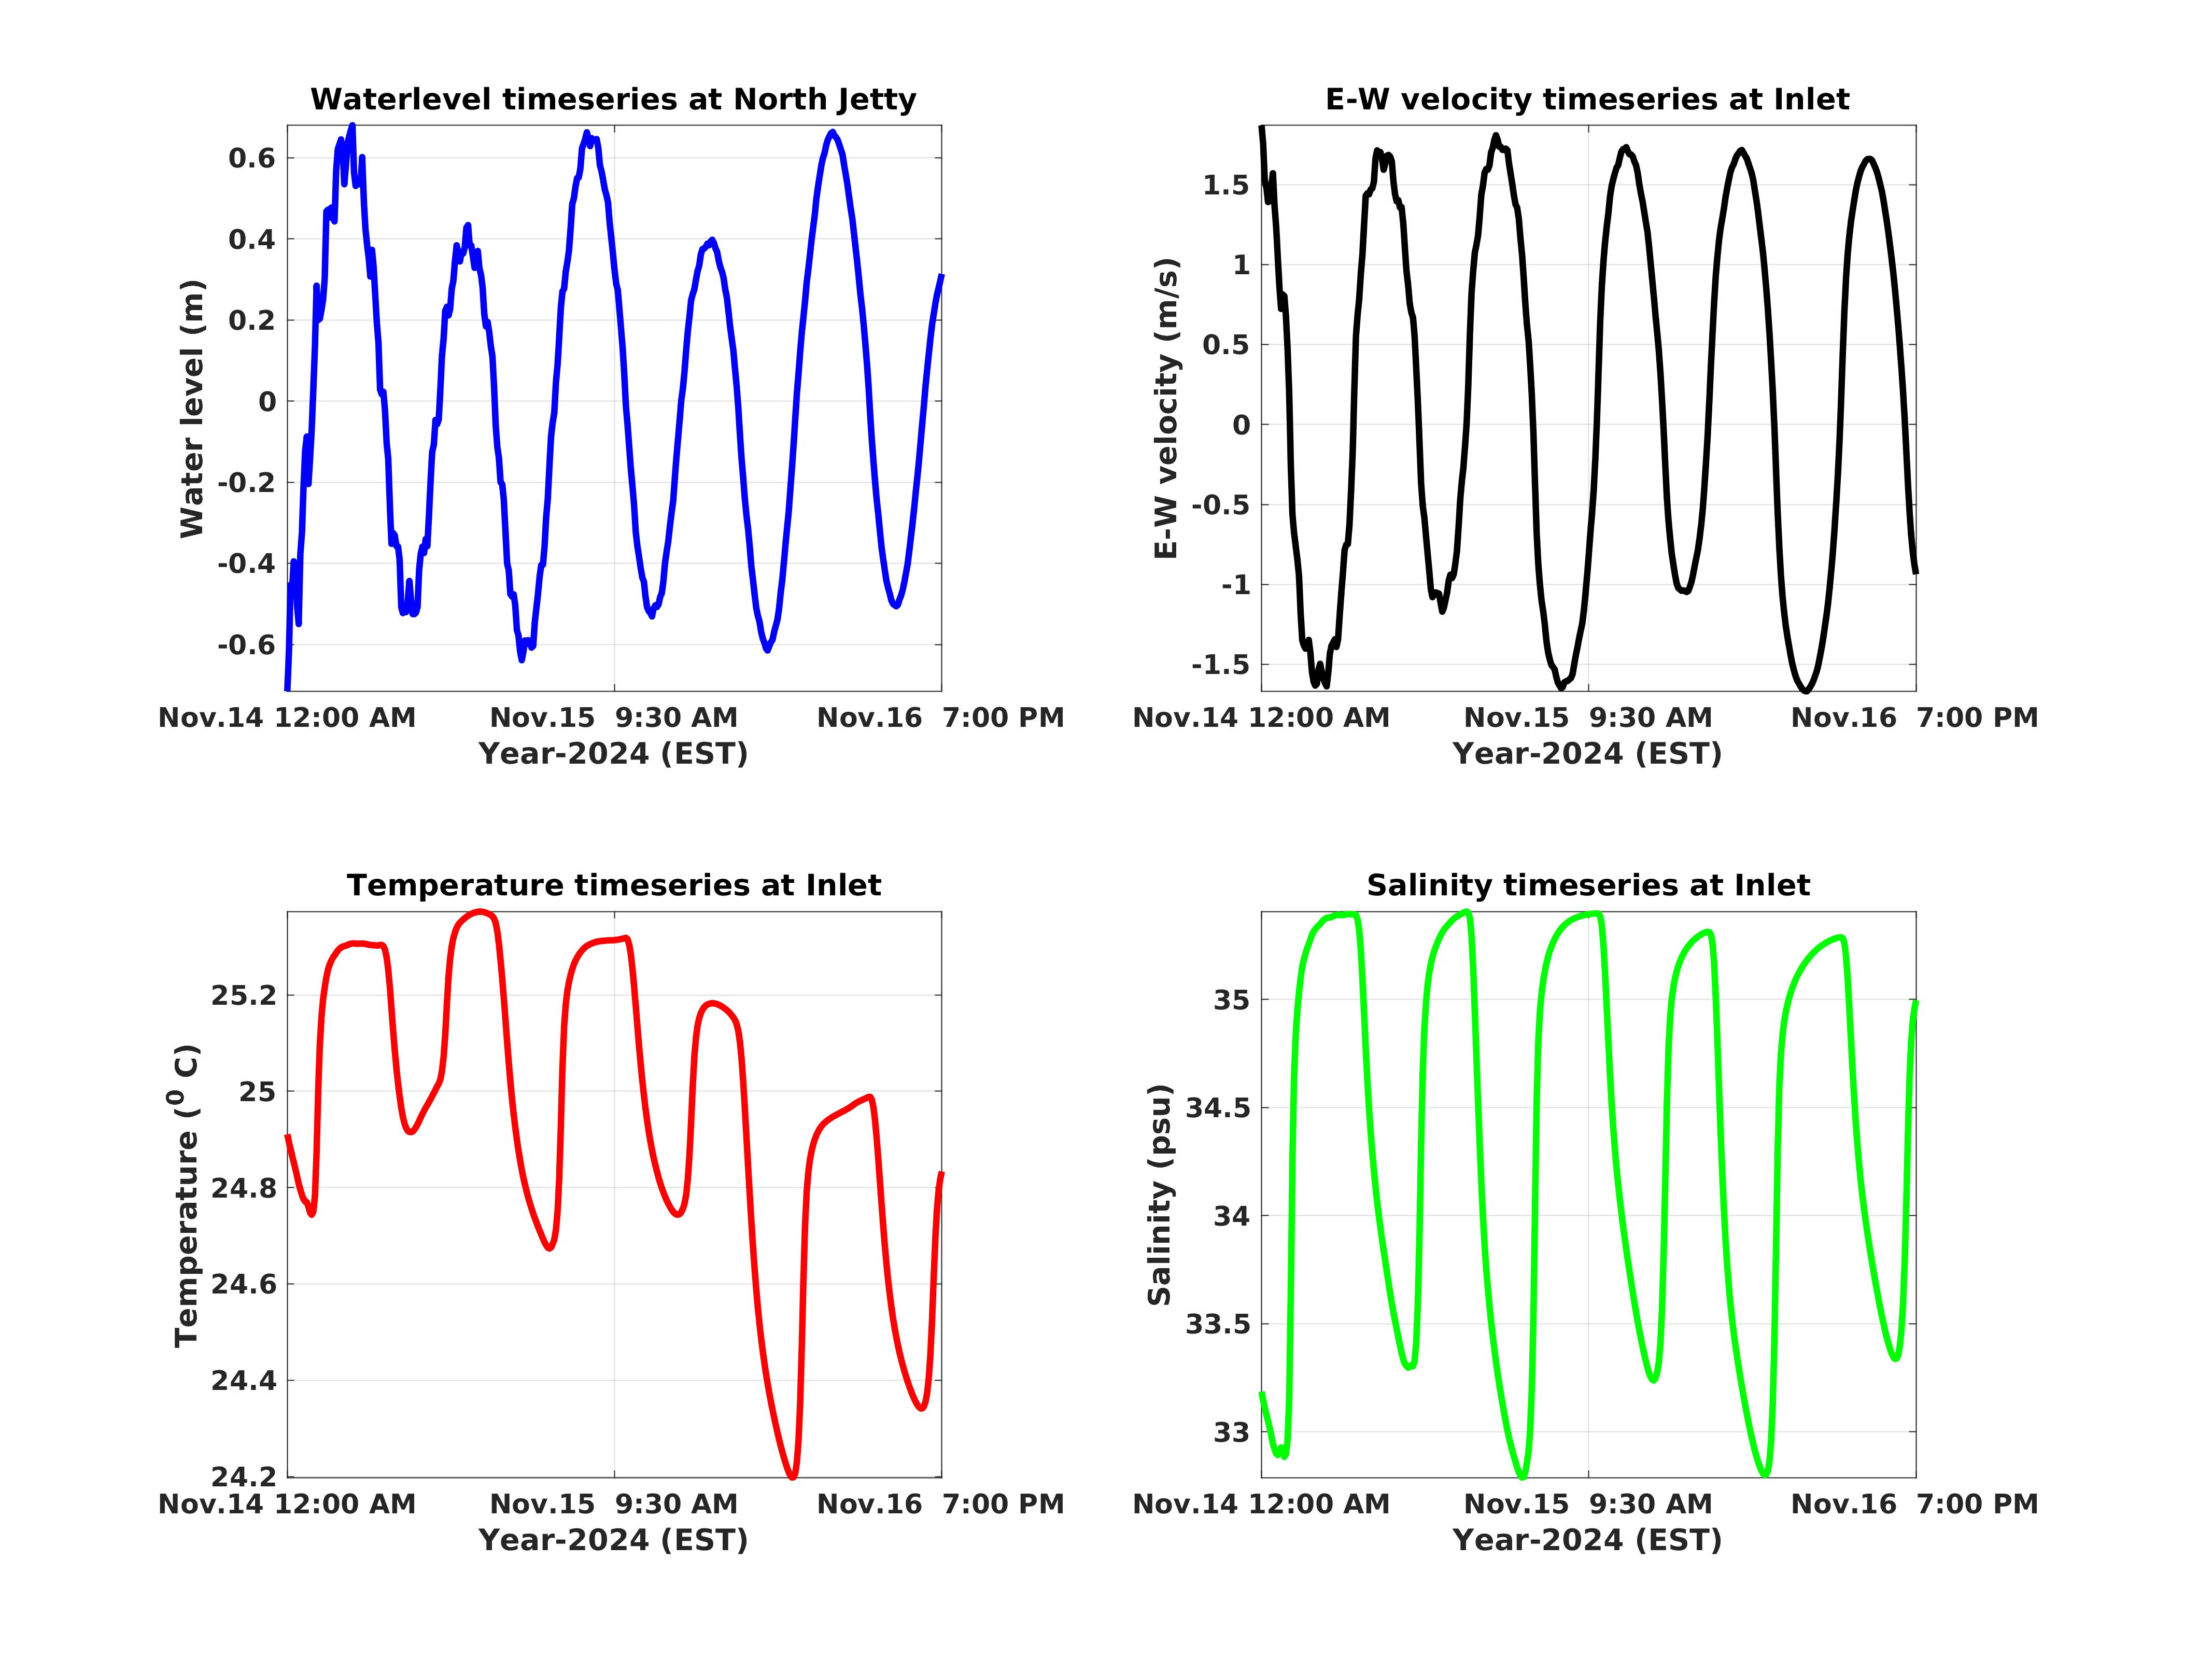 Waterlevel timeseries at North Jetty
0.6
0.4
0.2
0
-0.2
-0.4
-0.6
Water level (m)
Nov.14 12:00 AM Nov.15 9:30 AM Nov.16 7:00 PM
Year-2024 (EST)
E-W velocity timeseries at Inlet
1.5
1
0.5
0
-0.5
-1
-1.5
E-W velocity (m/s)
Nov.14 12:00 AM Nov.15 9:30 AM Nov.16 7:00 PM
Year-2024 (EST)
Temperature timeseries at Inlet
25.2
25
24.8
24.6
24.4
24.2
Temperature (⁰ C)
Nov.14 12:00 AM Nov.15 9:30 AM Nov.16 7:00 PM
Year-2024 (EST)
Salinity timeseries at Inlet
35
34.5
34
33.5
33
Salinity (psu)
Nov.14 12:00 AM Nov.15 9:30 AM Nov.16 7:00 PM
Year-2024 (EST)